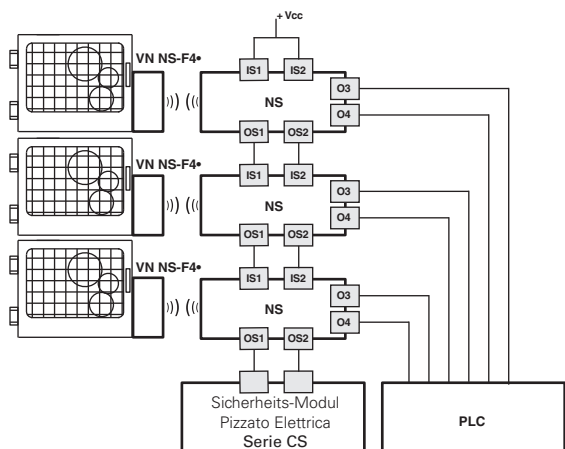 + Vcc
VN NS-F4•
IS1 IS2
NS
O3
O4
OS1 OS2
VN NS-F4•
IS1 IS2
NS
O3
O4
OS1 OS2
VN NS-F4•
IS1 IS2
NS
O3
O4
OS1 OS2
Sicherheits-Modul
Pizzato Elettrica
Serie CS
PLC